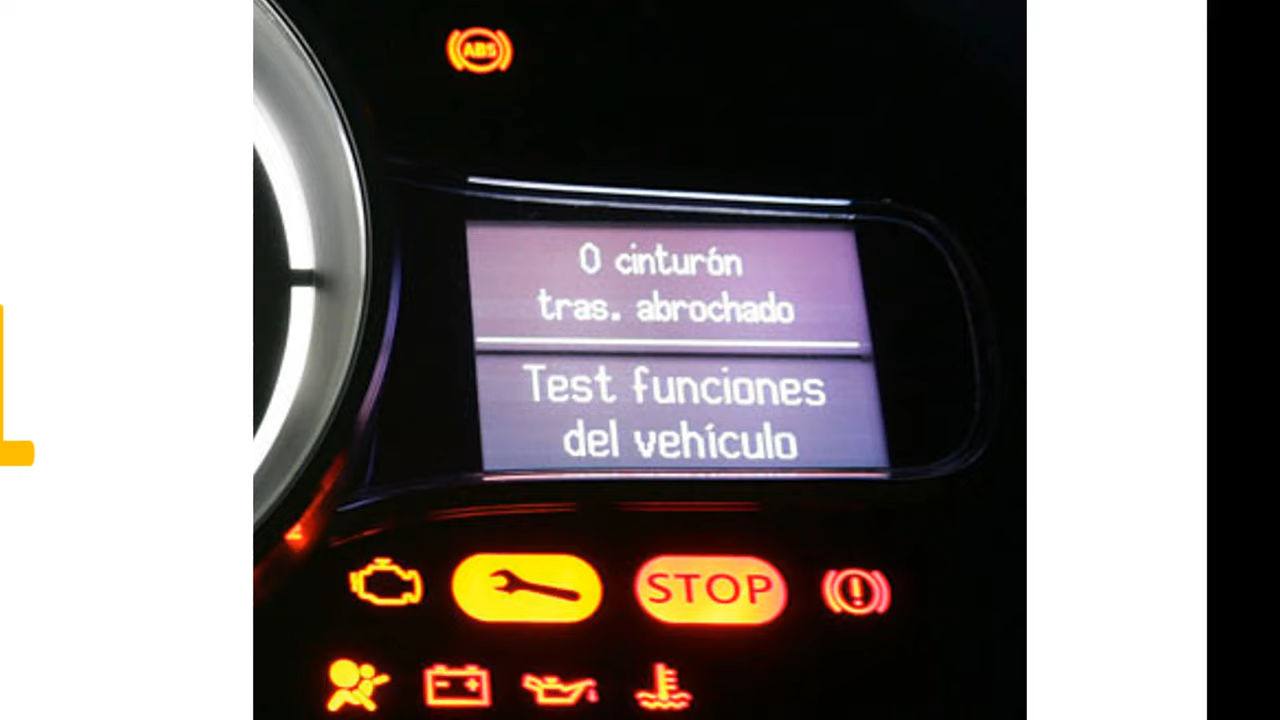 ABS
0 cinturón
tras. abrochado
Test funciones
del vehículo
STOP